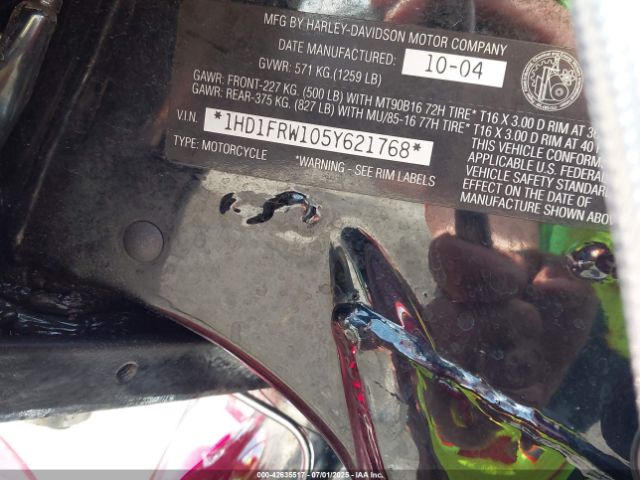 MFG BY HARLEY-DAVIDSON MOTOR COMPANY
DATE MANUFACTURED: 10-04
GVWR: 571 KG.(1259 LB)
GAWR: FRONT-227 KG. (500 LB) WITH MT90B16 72H TIRE* T16 X 3.00 D RIM AT 36
GAWR: REAR-375 KG. (827 LB) WITH MU/85-16 77H TIRE* T16 X 3.00 D RIM AT 40
V.I.N. *1HD1FRW105Y621768*
TYPE: MOTORCYCLE *WARNING - SEE RIM LABELS
THIS VEHICLE CONFORM
APPLICABLE U.S. FEDERAL
VEHICLE SAFETY STANDAR
EFFECT ON THE DATE OF
MANUFACTURE SHOWN ABOV
000-42635517 - 07/01/2025 - IAAI.com